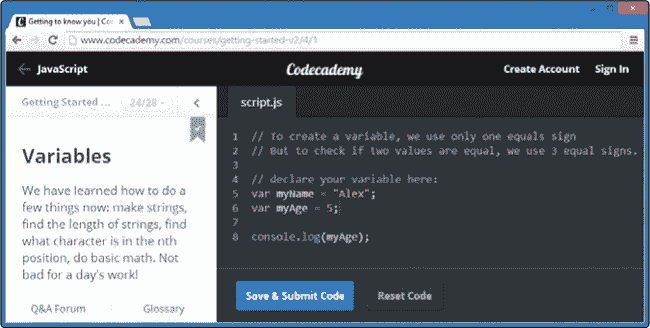 Getting to know you | Coc
www.codecademy.com/courses/getting-started-v2/4/1
JavaScript
Codecademy
Create Account
Sign In
Getting Started ...
24/28
script.js
Variables
We have learned how to do a
few things now: make strings,
find the length of strings, find
what character is in the nth
position, do basic math. Not
bad for a day's work!
Q&A Forum
Glossary
1 // To create a variable, we use only one equals sign
2 // But to check if two values are equal, we use 3 equal signs.
3
4 // declare your variable here:
5 var myName = "Alex";
6 var myAge = 5;
7
8 console.log(myAge);
Save & Submit Code
Reset Code